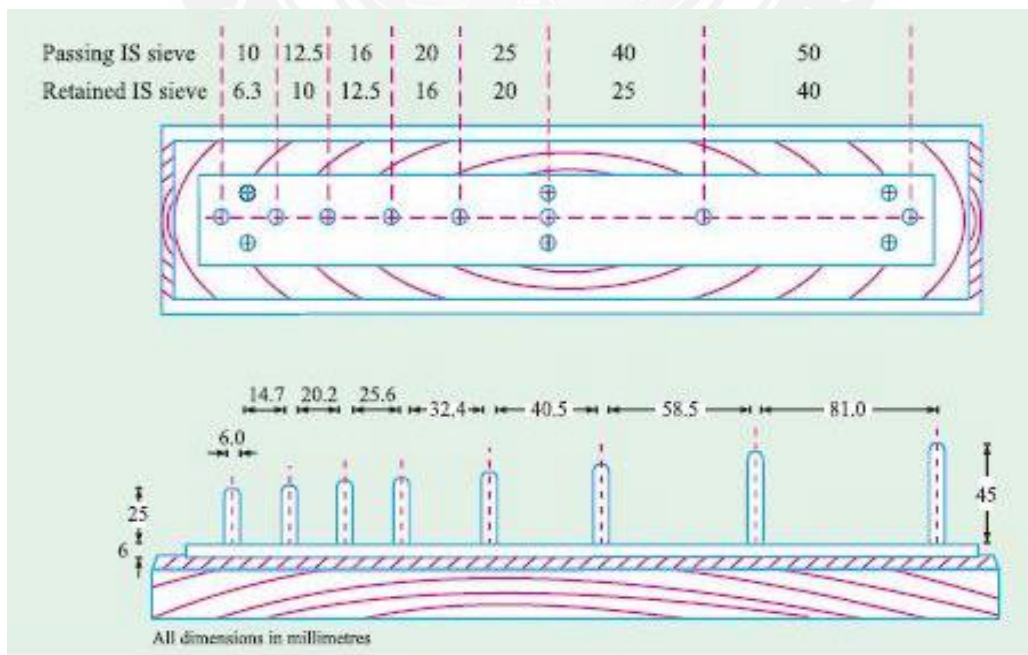 Passing IS sieve 10 12.5 16 20 25 40 50
Retained IS sieve 6.3 10 12.5 16 20 25 40
14.7 20.2 25.6 32.4 40.5 58.5 81.0
6.0
25
45
6
All dimensions in millimetres